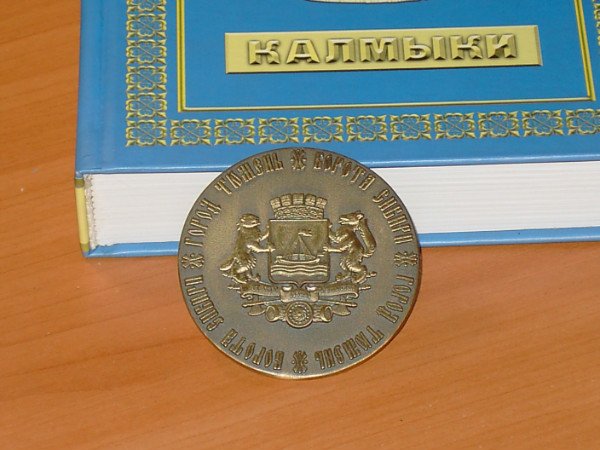 КАЛМЫКИ
ГОРОД ТЮМЕНЬ ❋ ВОРОТА СИБИРИ ❋ ГОРОД ТЮМЕНЬ ❋ ВОРОТА СИБИРИ ❋